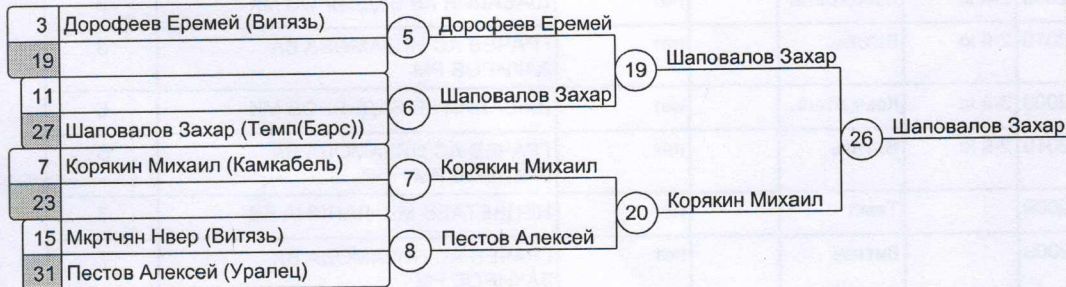 3 Дорофеев Еремей (Витязь)
19
11
27 Шаповалов Захар (Темп(Барс))
7 Корякин Михаил (Камкабель)
23
15 Мкртчян Нвер (Витязь)
31 Пестов Алексей (Уралец)
5 Дорофеев Еремей
6 Шаповалов Захар
7 Корякин Михаил
8 Пестов Алексей
19 Шаповалов Захар
20 Корякин Михаил
26 Шаповалов Захар